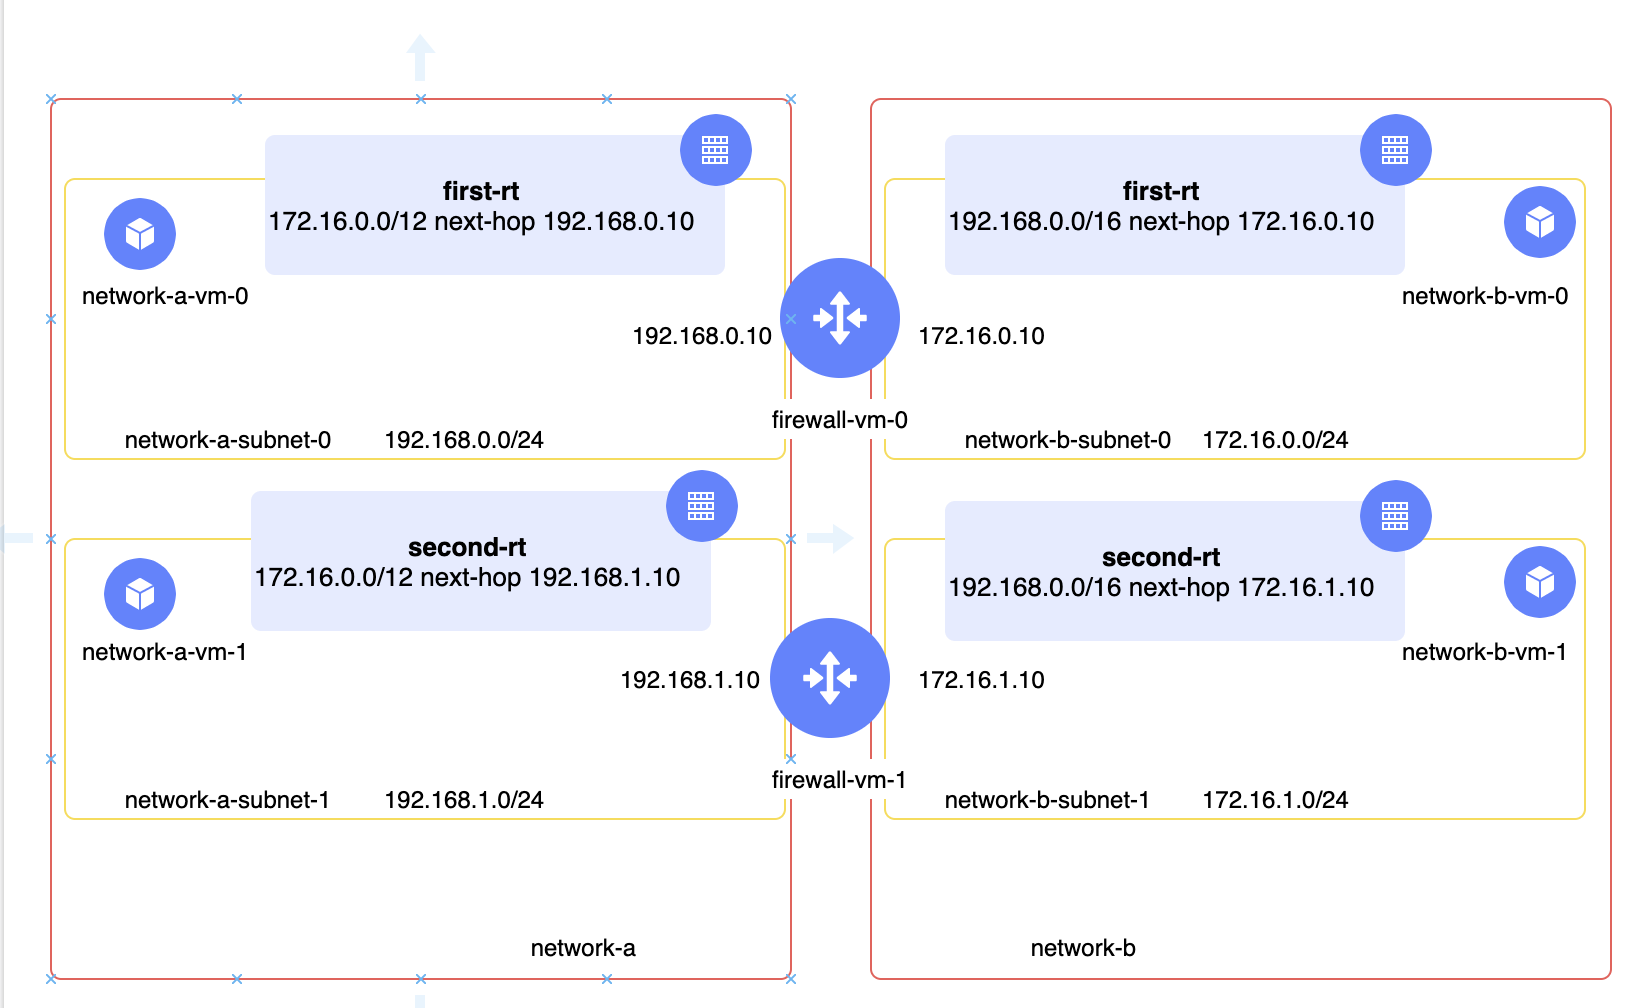 first-rt
172.16.0.0/12 next-hop 192.168.0.10
first-rt
192.168.0.0/16 next-hop 172.16.0.10
network-a-vm-0
network-b-vm-0
192.168.0.10
172.16.0.10
firewall-vm-0
network-a-subnet-0
192.168.0.0/24
network-b-subnet-0
172.16.0.0/24
second-rt
172.16.0.0/12 next-hop 192.168.1.10
second-rt
192.168.0.0/16 next-hop 172.16.1.10
network-a-vm-1
network-b-vm-1
192.168.1.10
172.16.1.10
firewall-vm-1
network-a-subnet-1
192.168.1.0/24
network-b-subnet-1
172.16.1.0/24
network-a
network-b